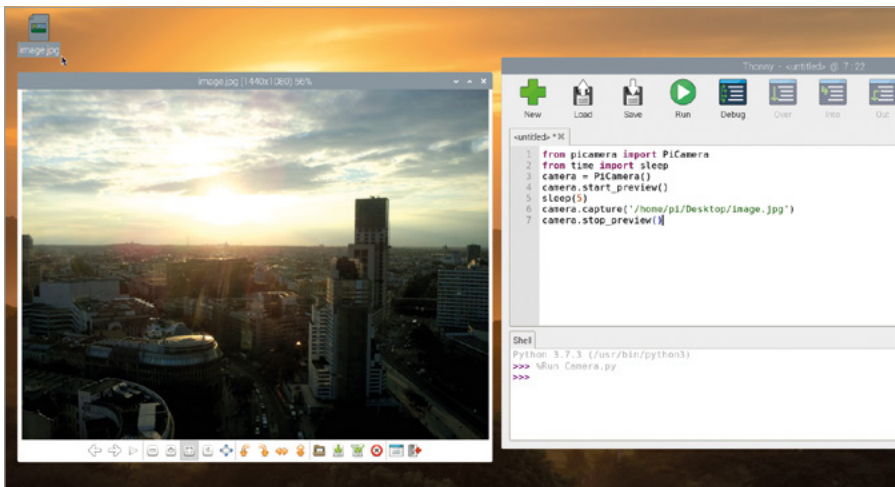 image.jpg
image.jpg (1440x1080) 56%
Thonny - <untitled> @ 7:22
New Load Save Run Debug Over Into Out
<untitled> *
1 from picamera import PiCamera
2 from time import sleep
3 camera = PiCamera()
4 camera.start_preview()
5 sleep(5)
6 camera.capture('/home/pi/Desktop/image.jpg')
7 camera.stop_preview()
Shell
Python 3.7.3 (/usr/bin/python3)
>>> %Run Camera.py
>>>